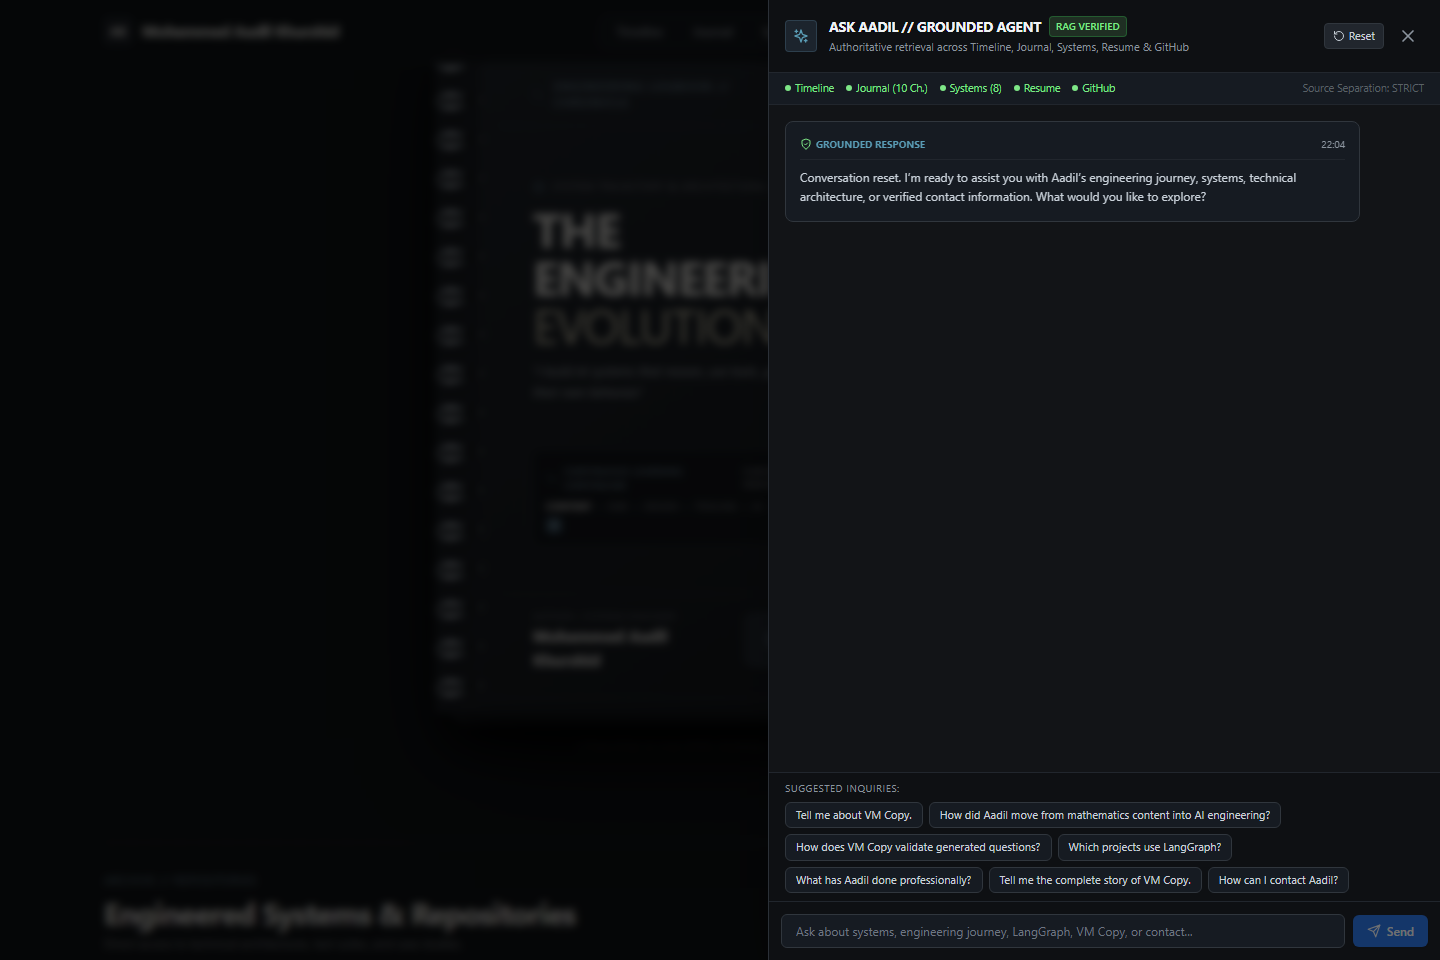 ASK AADIL // GROUNDED AGENT RAG VERIFIED
Authoritative retrieval across Timeline, Journal, Systems, Resume & GitHub
Reset
Timeline Journal (10 Ch.) Systems (8) Resume GitHub
Source Separation: STRICT
GROUNDED RESPONSE
22:04
Conversation reset. I'm ready to assist you with Aadil's engineering journey, systems, technical
architecture, or verified contact information. What would you like to explore?
THE
ENGINEERI
EVOLUTION
Mohammad Aadil
Engineered Systems & Repositories
SUGGESTED INQUIRIES:
Tell me about VM Copy.
How did Aadil move from mathematics content into AI engineering?
How does VM Copy validate generated questions?
Which projects use LangGraph?
What has Aadil done professionally?
Tell me the complete story of VM Copy.
How can I contact Aadil?
Ask about systems, engineering journey, LangGraph, VM Copy, or contact...
Send